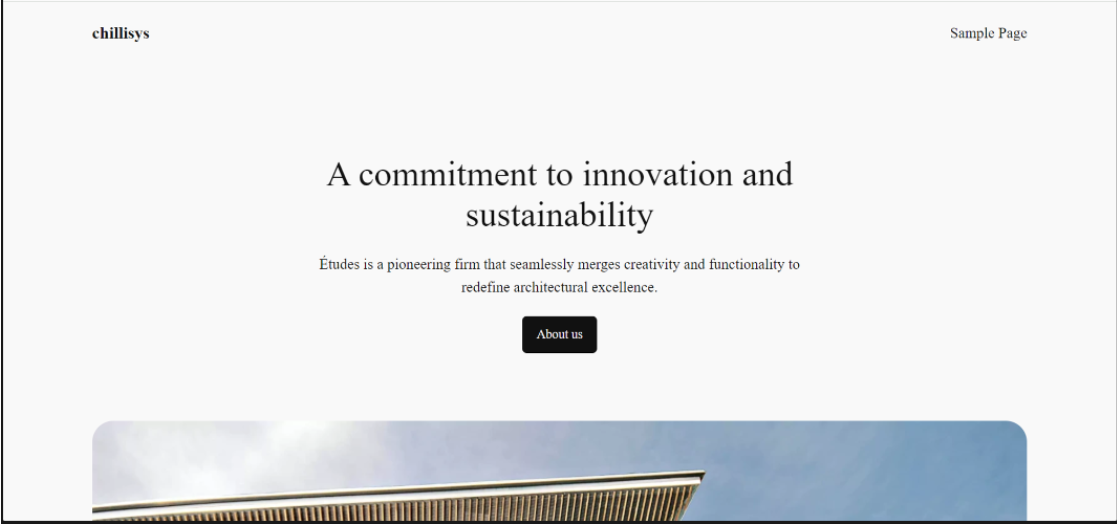 chillisys
Sample Page
A commitment to innovation and
sustainability
Études is a pioneering firm that seamlessly merges creativity and functionality to
redefine architectural excellence.
About us